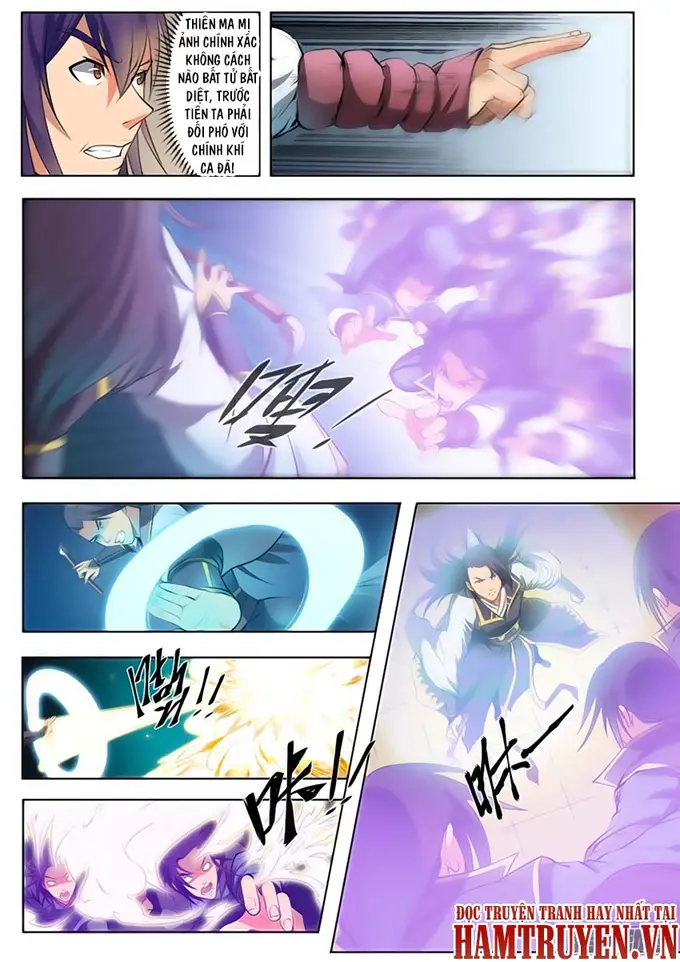 THIÊN MA MỊ
ẢNH CHÍNH XÁC
KHÔNG CÁCH
NÀO BẤT TỬ BẤT
DIỆT, TRƯỚC
TIÊN TA PHẢI
ĐỐI PHÓ VỚI
CHÍNH KHÍ
CA ĐÃ!
咔!!
ĐỌC TRUYỆN TRANH HAY NHẤT TẠI
HAMTRUYEN.VN